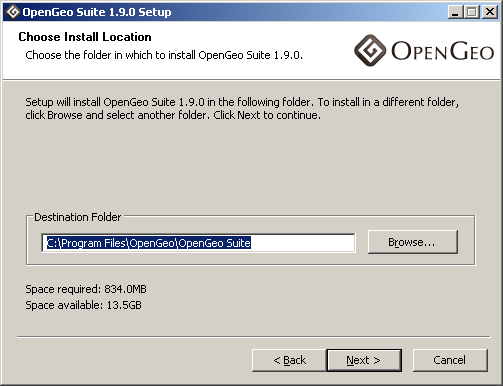 OpenGeo Suite 1.9.0 Setup
Choose Install Location
Choose the folder in which to install OpenGeo Suite 1.9.0.
OPENGEO
Setup will install OpenGeo Suite 1.9.0 in the following folder. To install in a different folder,
click Browse and select another folder. Click Next to continue.
Destination Folder
C:\Program Files\OpenGeo\OpenGeo Suite
Browse...
Space required: 834.0MB
Space available: 13.5GB
< Back
Next >
Cancel